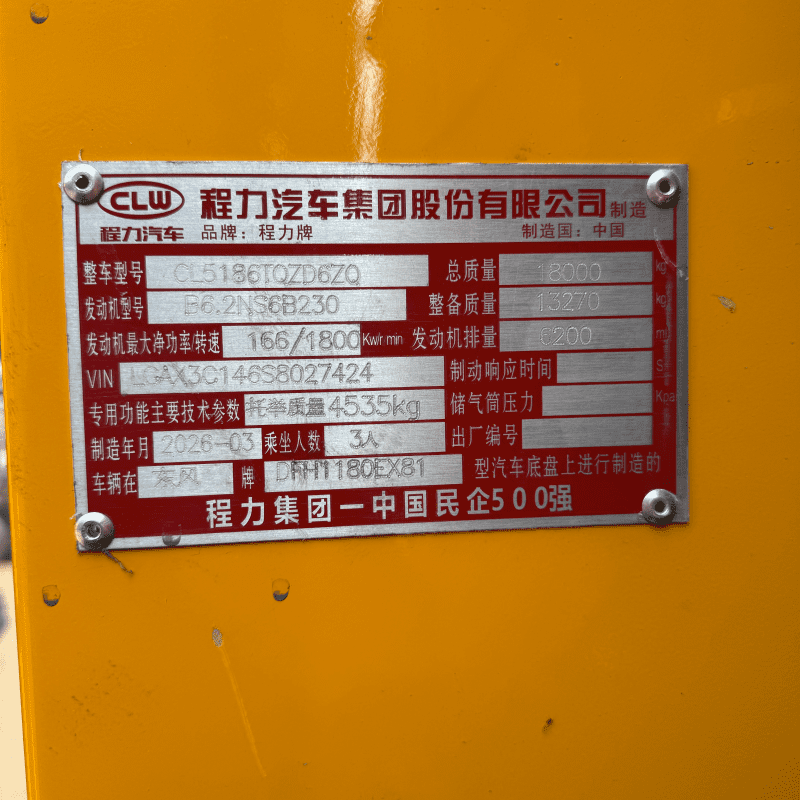 CLW 程力汽车集团股份有限公司 制造
程力汽车 品牌：程力牌 制造国：中国
整车型号 CL5186TQZD6ZQ 总质量 18000 kg
发动机型号 B6.2NS6B230 整备质量 13270 kg
发动机最大净功率/转速 166/1800 Kw/r min 发动机排量 6200 ml
VIN LGAX3C146S8027424 制动响应时间 S
专用功能主要技术参数 托举质量4535kg 储气筒压力 Kpa
制造年月 2026-03 乘坐人数 3人 出厂编号
车辆在 东风 牌 DFH1180EX81 型汽车底盘上进行制造的
程力集团一中国民企500强